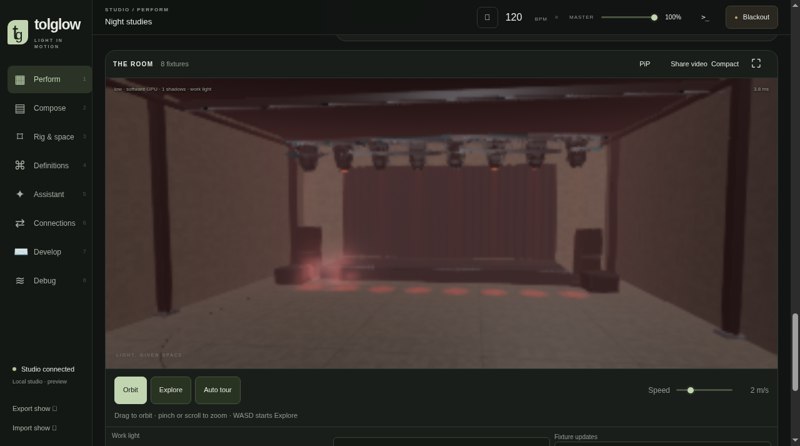 tg
tolglow
LIGHT IN
MOTION
Perform 1
Compose 2
Rig & space 3
Definitions 4
Assistant 5
Connections 6
Develop 7
Debug 8
Studio connected
Local studio · preview
Export show
Import show
STUDIO / PERFORM
Night studies
120 BPM
MASTER 100%
>_
Blackout
THE ROOM 8 fixtures
PiP Share video Compact
low · software GPU · 1 shadows · work light
3.8 ms
LIGHT, GIVEN SPACE
Orbit Explore Auto tour
Speed 2 m/s
Drag to orbit · pinch or scroll to zoom · WASD starts Explore
Work light
Fixture updates